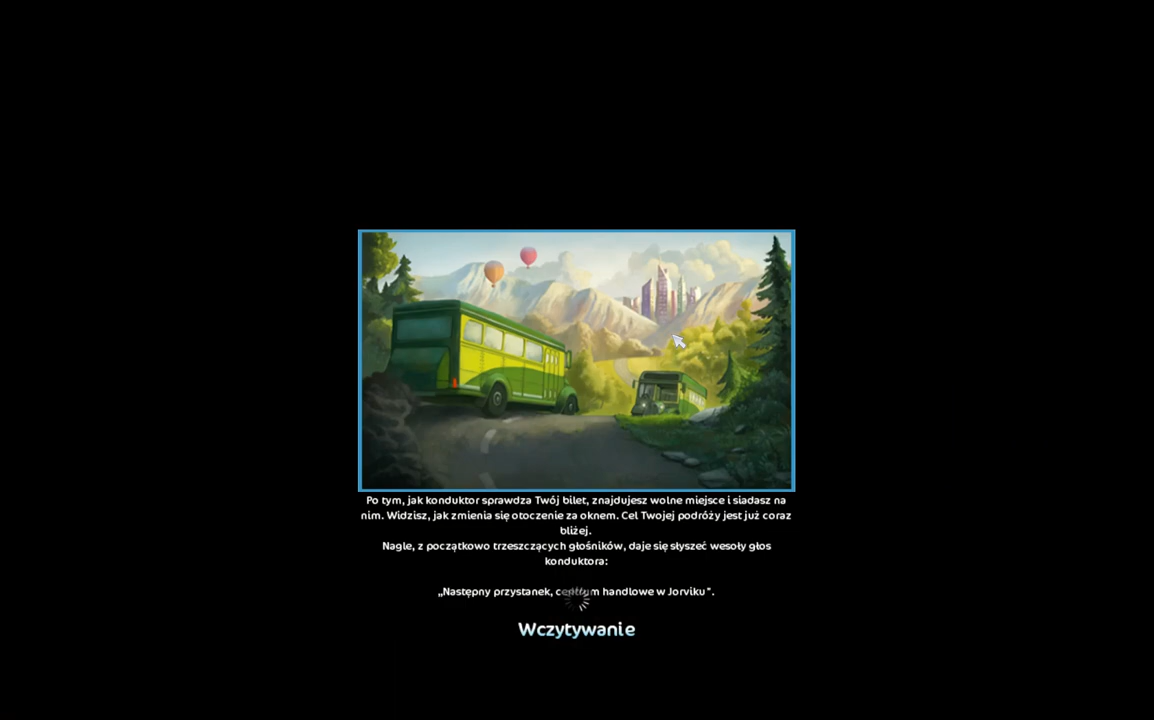 Po tym, jak konduktor sprawdza Twój bilet, znajdujesz wolne miejsce i siadasz na
nim. Widzisz, jak zmienia się otoczenie za oknem. Cel Twojej podróży jest już coraz
bliżej.
Nagle, z początkowo trzeszczących głośników, daje się słyszeć wesoły głos
konduktora:
„Następny przystanek, centrum handlowe w Jorviku".
Wczytywanie